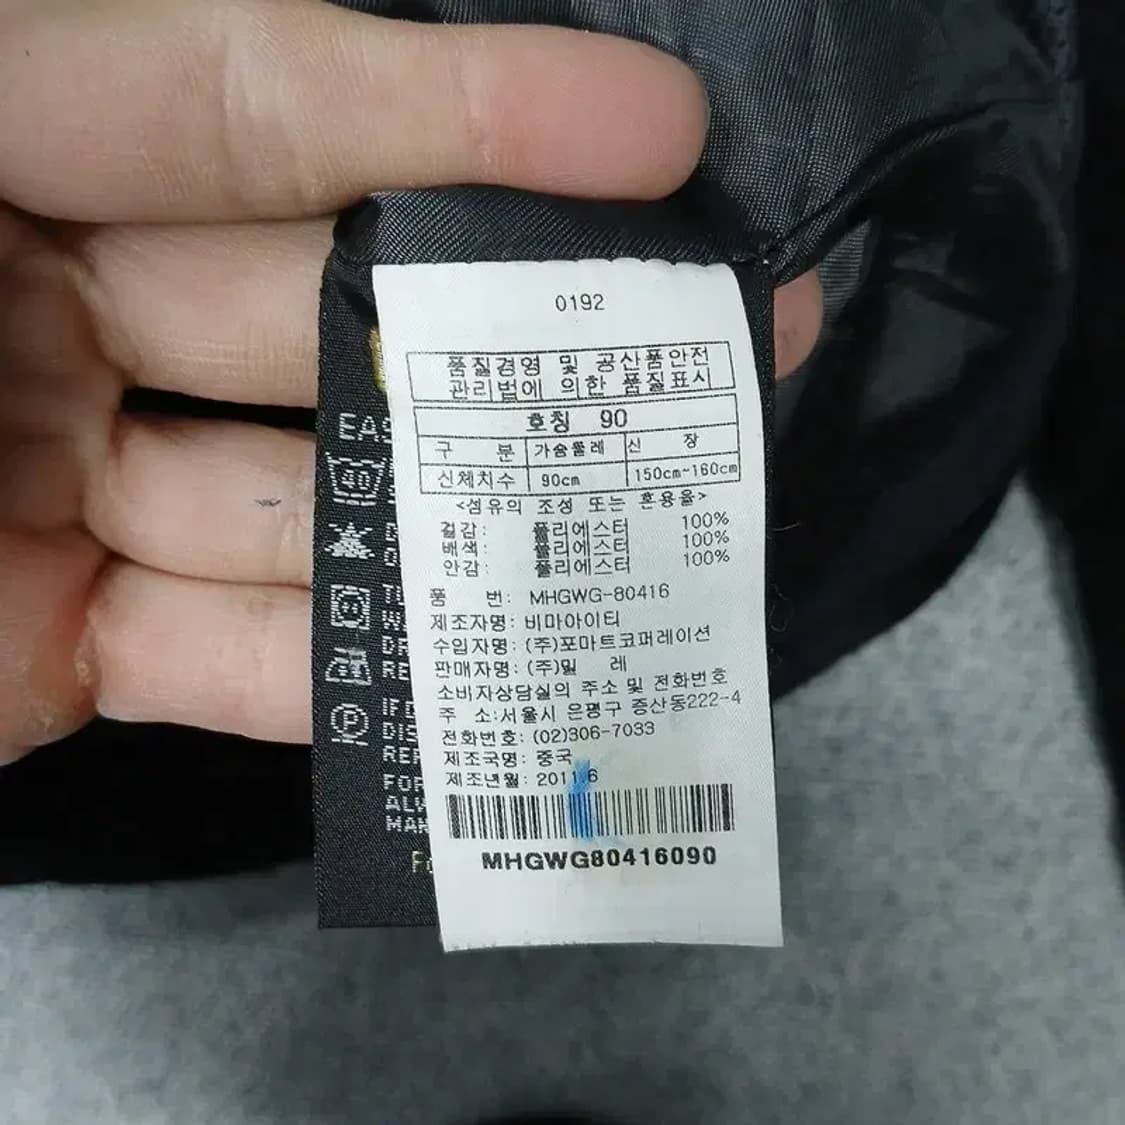 0192
품질경영 및 공산품안전
관리법에 의한 품질표시
호칭 90
구 분 가슴둘레 신 장
신체치수 90cm 150cm~160cm
<섬유의 조성 또는 혼용율>
겉감: 폴리에스터 100%
배색: 폴리에스터 100%
안감: 폴리에스터 100%
품 번: MHGWG-80416
제조자명: 비마아이티
수입자명: (주)포마트코퍼레이션
판매자명: (주)밀 레
소비자상담실의 주소 및 전화번호
주 소:서울시 은평구 증산동222-4
전화번호: (02)306-7033
제조국명: 중국
제조년월: 2011.6
MHGWG80416090
EAS
40
P
IF
DIS
REP
FOR
ALW
MAN